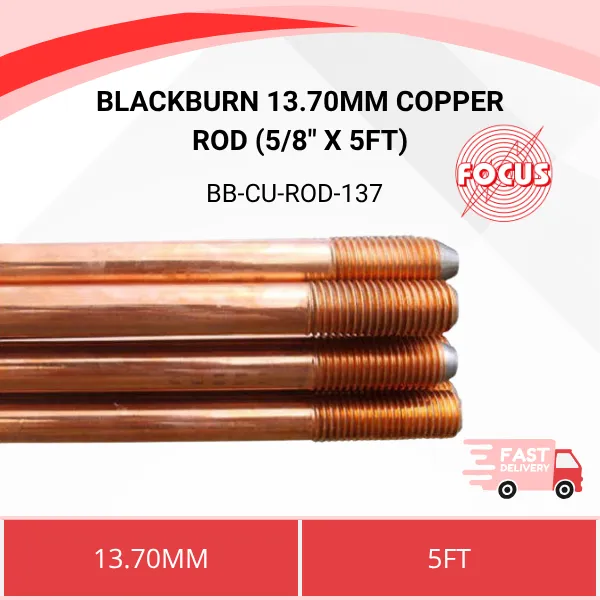 BLACKBURN 13.70MM COPPER
ROD (5/8" X 5FT)
BB-CU-ROD-137
FOCUS
FAST
DELIVERY
13.70MM
5FT